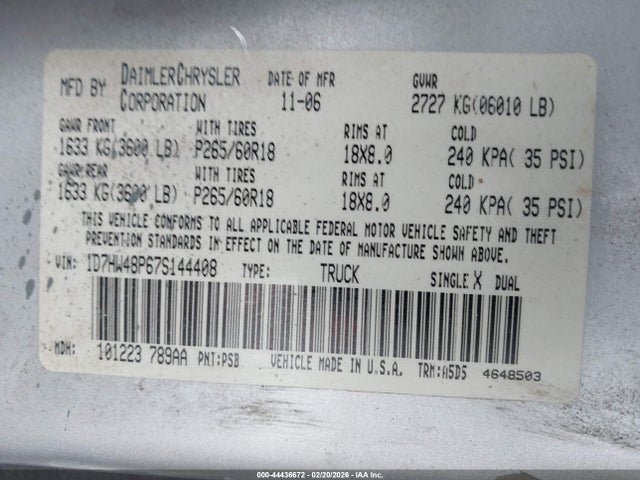 MFD BY DAIMLERCHRYSLER CORPORATION DATE OF MFR 11-06 GVWR 2727 KG(06010 LB)
GAWR FRONT WITH TIRES RIMS AT COLD
1633 KG(3600 LB) P265/60R18 18X8.0 240 KPA( 35 PSI)
GAWR REAR WITH TIRES RIMS AT COLD
1633 KG(3600 LB) P265/60R18 18X8.0 240 KPA( 35 PSI)
THIS VEHICLE CONFORMS TO ALL APPLICABLE FEDERAL MOTOR VEHICLE SAFETY AND THEFT
PREVENTION STANDARDS IN EFFECT ON THE DATE OF MANUFACTURE SHOWN ABOVE.
VIN: 1D7HW48P67S144408 TYPE: TRUCK SINGLE X DUAL
MDH: 101223 789AA PNT:PSB VEHICLE MADE IN U.S.A. TRM:A5D5 4648503
000-44436672 - 02/20/2026 - IAA Inc.